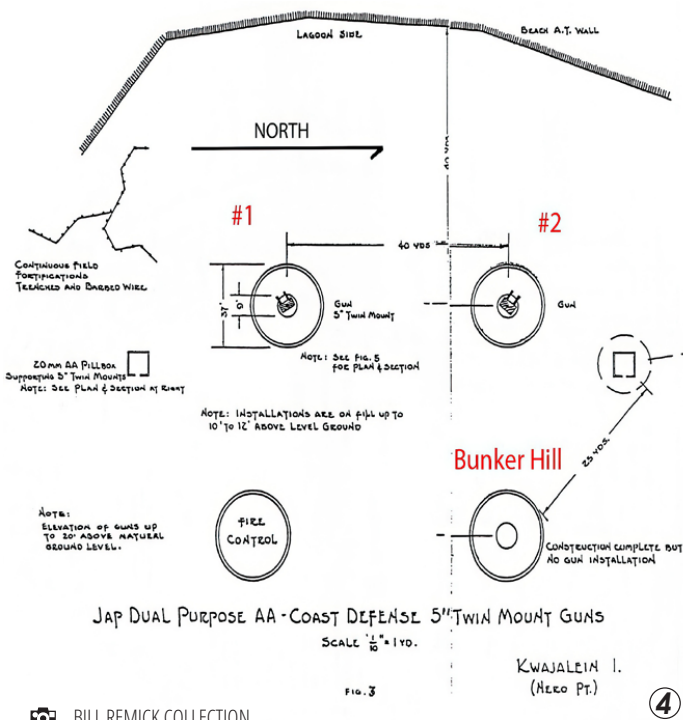 LAGOON SIDE
BEACH A.T. WALL
NORTH
40 YDS
#1
#2
40 YDS
CONTINUOUS FIELD
FORTIFICATIONS
TRENCHES AND BARBED WIRE
37'
9'
GUN
5" TWIN MOUNT
GUN
NOTE: SEE FIG. 5
FOR PLAN & SECTION
20MM AA PILLBOX
SUPPORTING 5" TWIN MOUNTS
NOTE: SEE PLAN & SECTION AT RIGHT
NOTE: INSTALLATIONS ARE ON FILL UP TO
10' TO 12' ABOVE LEVEL GROUND
25 YDS.
Bunker Hill
NOTE:
ELEVATION OF GUNS UP
TO 20' ABOVE NATURAL
GROUND LEVEL.
FIRE
CONTROL
CONSTRUCTION COMPLETE BUT
NO GUN INSTALLATION
JAP DUAL PURPOSE AA - COAST DEFENSE 5" TWIN MOUNT GUNS
SCALE 1/10" = 1 YD.
KWAJALEIN I.
(NERO PT.)
FIG. 3
BILL REMICK COLLECTION
4